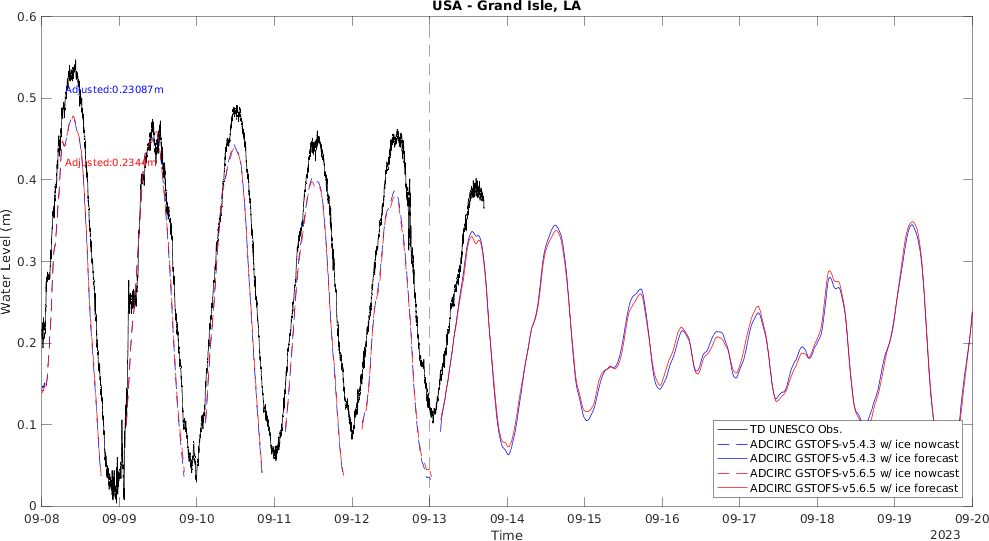 USA - Grand Isle, LA
0.6
0.5
0.4
0.3
0.2
0.1
0
Water Level (m)
Adjusted:0.23087m
Adjusted:0.2344m
09-08
09-09
09-10
09-11
09-12
09-13
09-14
09-15
09-16
09-17
09-18
09-19
09-20
2023
Time
TD UNESCO Obs.
ADCIRC GSTOFS-v5.4.3 w/ ice nowcast
ADCIRC GSTOFS-v5.4.3 w/ ice forecast
ADCIRC GSTOFS-v5.6.5 w/ ice nowcast
ADCIRC GSTOFS-v5.6.5 w/ ice forecast